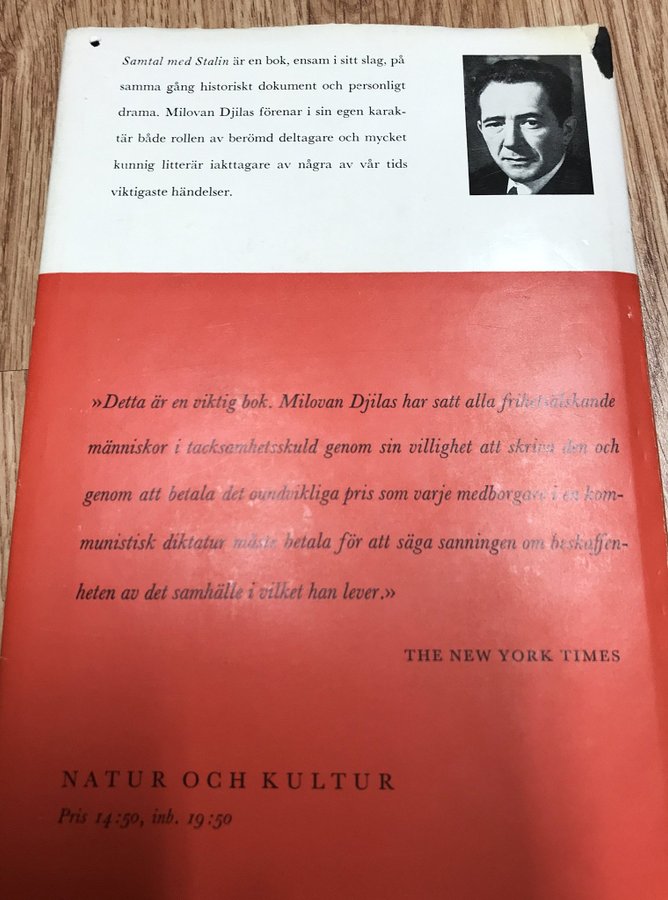 Samtal med Stalin är en bok, ensam i sitt slag, på
samma gång historiskt dokument och personligt
drama. Milovan Djilas förenar i sin egen karak-
tär både rollen av berömd deltagare och mycket
kunnig litterär iakttagare av några av vår tids
viktigaste händelser.
»Detta är en viktig bok. Milovan Djilas har satt alla frihetsälskande
människor i tacksamhetsskuld genom sin villighet att skriva den och
genom att betala det oundvikliga pris som varje medborgare i en kom-
munistisk diktatur måste betala för att säga sanningen om beskaffen-
heten av det samhälle i vilket han lever.»
THE NEW YORK TIMES
NATUR OCH KULTUR
Pris 14:50, inb. 19:50